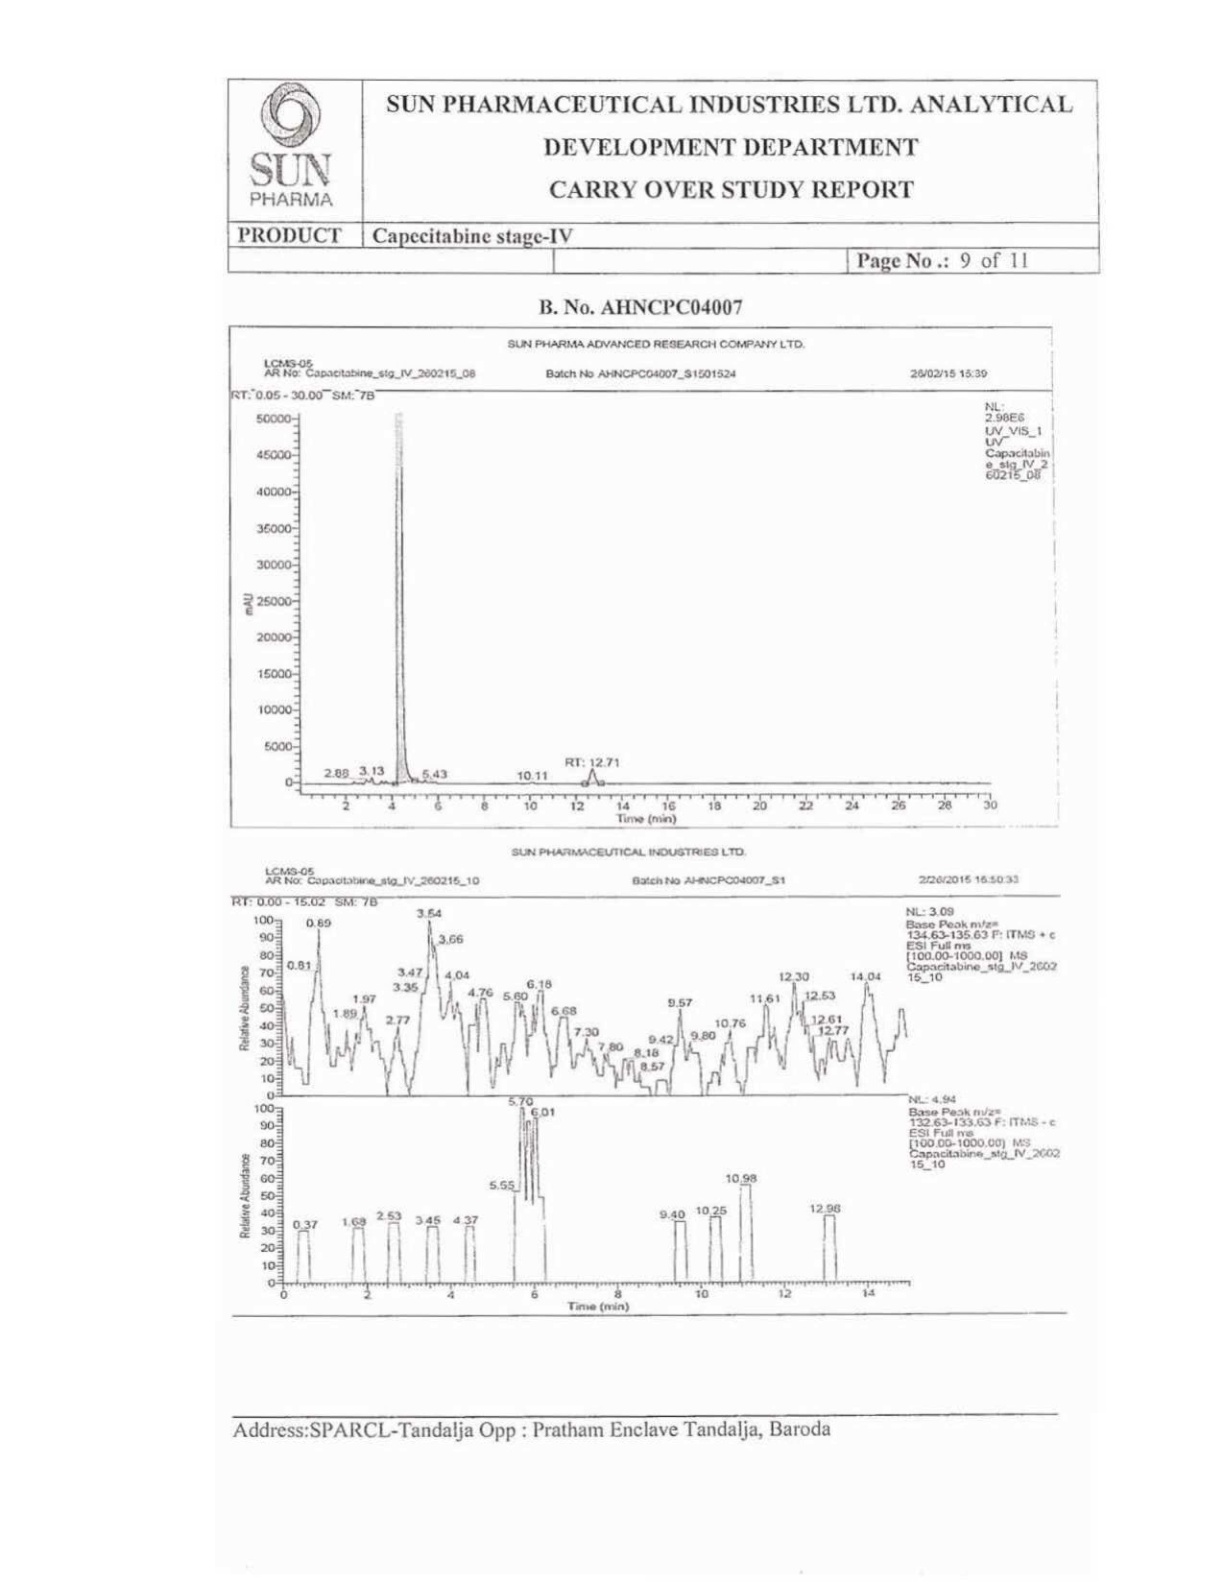 SUN
PHARMA
SUN PHARMACEUTICAL INDUSTRIES LTD. ANALYTICAL
DEVELOPMENT DEPARTMENT
CARRY OVER STUDY REPORT
PRODUCT
Capecitabine stage-IV
Page No .: 9 of 11
B. No. AHNCPC04007
SUN PHARMA ADVANCED RESEARCH COMPANY LTD.
LCMS-05
AR No: Capacitabine_stg_IV_260215_08 Batch No AHNCPC04007_S1501524 26/02/15 15:39
RT: 0.05 - 30.00 SM: 7B
NL:
2.98E6
UV_VIS_1
UV
Capacitabin
e_stg_IV_2
60215_08
50000
45000
40000
35000
30000
25000
20000
15000
10000
5000
0
mAU
2.88 3.13 5.43 10.11 RT: 12.71
2 4 6 8 10 12 14 16 18 20 22 24 26 28 30
Time (min)
SUN PHARMACEUTICAL INDUSTRIES LTD.
LCMS-05
AR No: Capacitabine_stg_IV_260215_10 Batch No AHNCPC04007_S1 2/26/2015 16:50:33
RT: 0.00 - 15.02 SM: 7B
NL: 3.09
Base Peak m/z=
134.63-135.63 F: ITMS + c
ESI Full ms
[100.00-1000.00] MS
Capacitabine_stg_IV_2602
15_10
100
90
80
70
60
50
40
30
20
10
0
Relative Abundance
0.81 0.89 1.89 1.97 2.77 3.35 3.47 3.54 3.66 4.04 4.76 5.60 6.18 6.68 7.30 7.80 8.18 8.57 9.42 9.57 9.80 10.76 11.61 12.30 12.53 12.61 12.77 14.04
NL: 4.94
Base Peak m/z=
132.63-133.63 F: ITMS - c
ESI Full ms
[100.00-1000.00] MS
Capacitabine_stg_IV_2602
15_10
100
90
80
70
60
50
40
30
20
10
0
Relative Abundance
0.37 1.68 2.53 3.45 4.37 5.55 5.70 6.01 9.40 10.25 10.98 12.96
0 2 4 6 8 10 12 14
Time (min)
Address:SPARCL-Tandalja Opp : Pratham Enclave Tandalja, Baroda